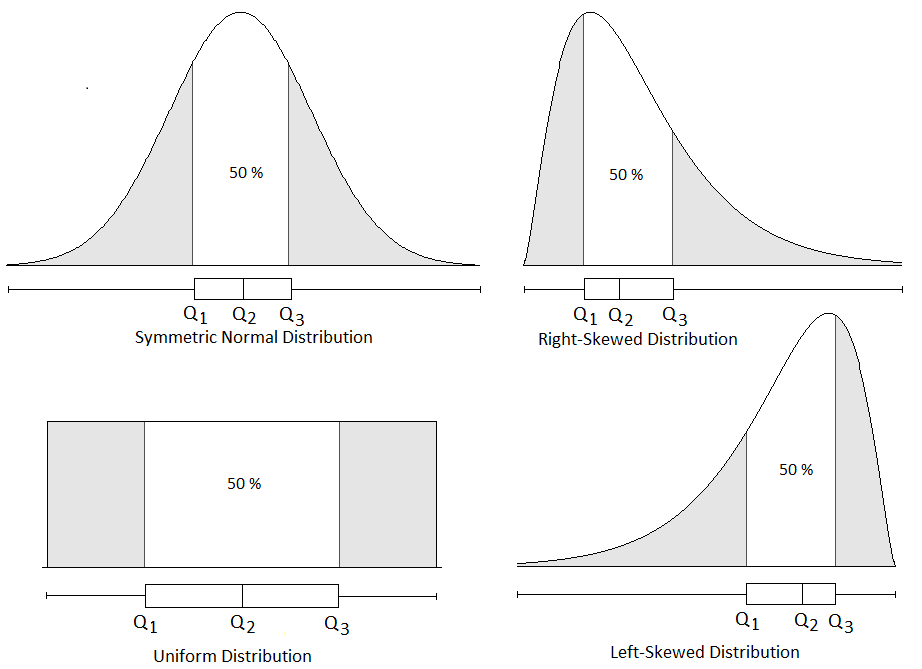 50 %
Q1 Q2 Q3
Symmetric Normal Distribution
50 %
Q1 Q2 Q3
Right-Skewed Distribution
50 %
Q1 Q2 Q3
Uniform Distribution
50 %
Q1 Q2 Q3
Left-Skewed Distribution